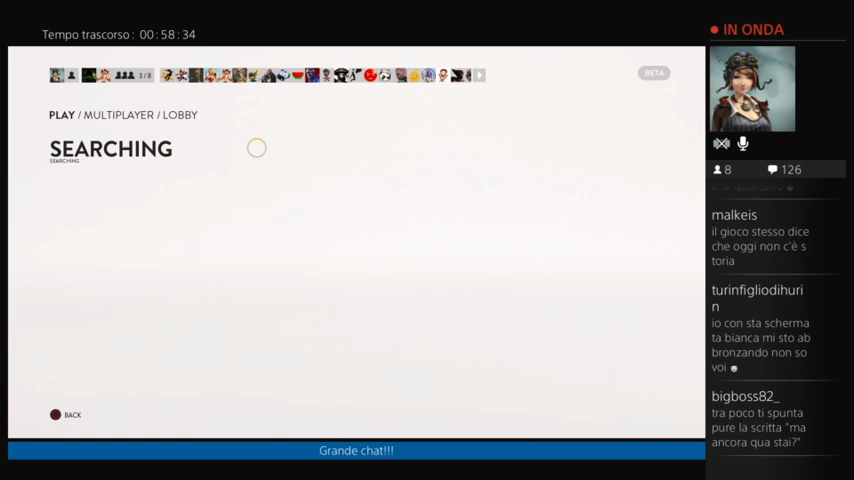 Tempo trascorso: 00:58:34
IN ONDA
3/8
BETA
PLAY / MULTIPLAYER / LOBBY
SEARCHING
SEARCHING
8
126
malkeis
il gioco stesso dice
che oggi non c'è s
toria
turinfigliodihuri
n
io con sta scherma
ta bianca mi sto ab
bronzando non so
voi
bigboss82_
tra poco ti spunta
pure la scritta "ma
ancora qua stai?"
BACK
Grande chat!!!